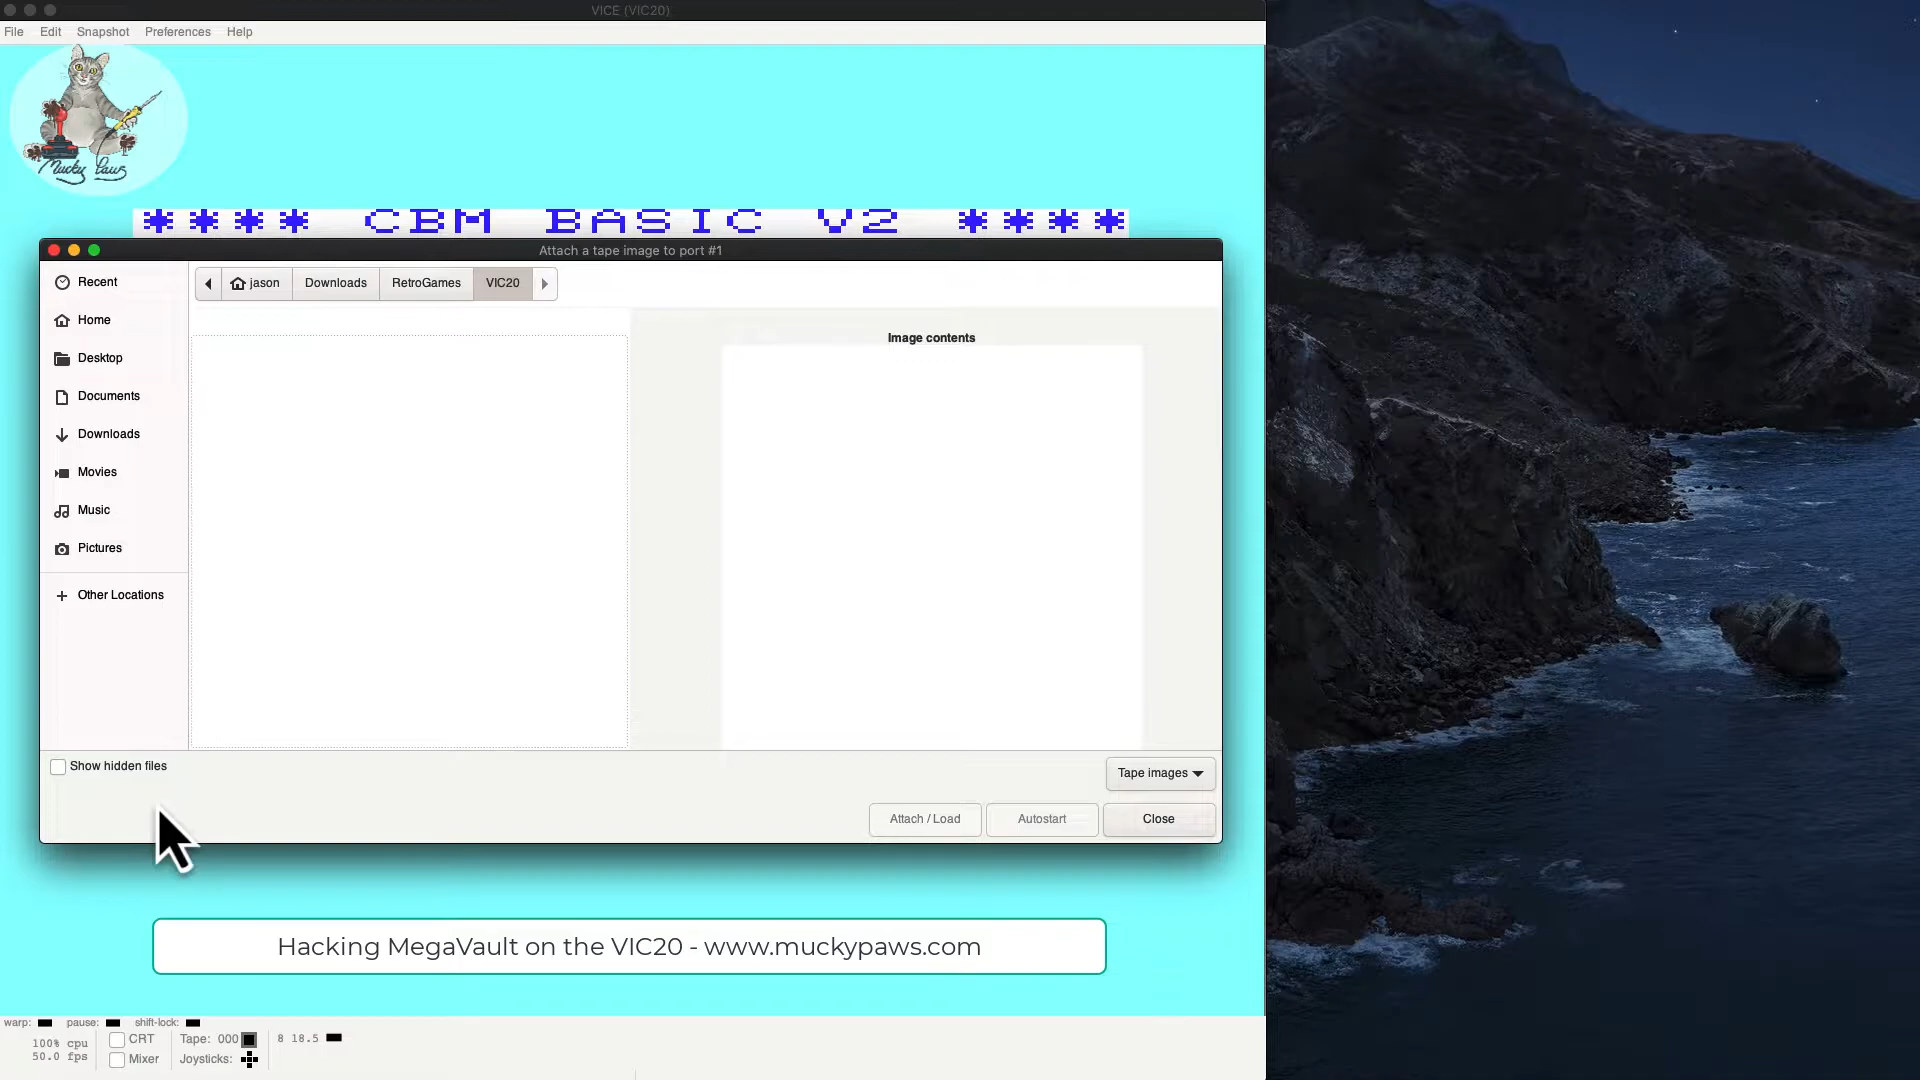 VICE (VIC20)
File Edit Snapshot Preferences Help
Mucky Paws
**** CBM BASIC V2 ****
Attach a tape image to port #1
Recent
jason Downloads RetroGames VIC20
Home
Image contents
Desktop
Documents
Downloads
Movies
Music
Pictures
Other Locations
Show hidden files
Tape images
Attach / Load Autostart Close
Hacking MegaVault on the VIC20 - www.muckypaws.com
warp: pause: shift-lock:
100% cpu CRT Tape: 000 8 18.5
50.0 fps Mixer Joysticks: